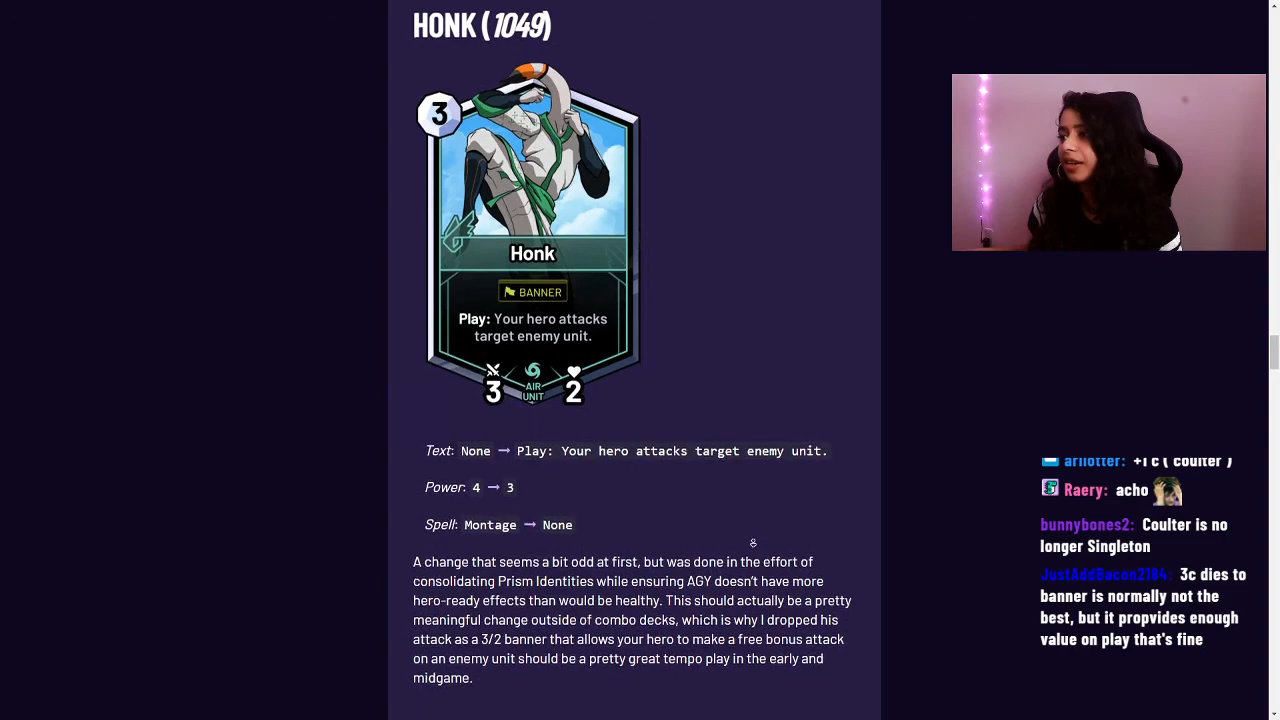 HONK (1049)
3
Honk
BANNER
Play: Your hero attacks
target enemy unit.
3
AIR
UNIT
2
Text: None → Play: Your hero attacks target enemy unit.
Power: 4 → 3
Spell: Montage → None
A change that seems a bit odd at first, but was done in the effort of
consolidating Prism Identities while ensuring AGY doesn't have more
hero-ready effects than would be healthy. This should actually be a pretty
meaningful change outside of combo decks, which is why I dropped his
attack as a 3/2 banner that allows your hero to make a free bonus attack
on an enemy unit should be a pretty great tempo play in the early and
midgame.
arlotter: +1 c ( coulter )
Raery: acho
bunnybones2: Coulter is no
longer Singleton
JustAddBacon2184: 3c dies to
banner is normally not the
best, but it propvides enough
value on play that's fine